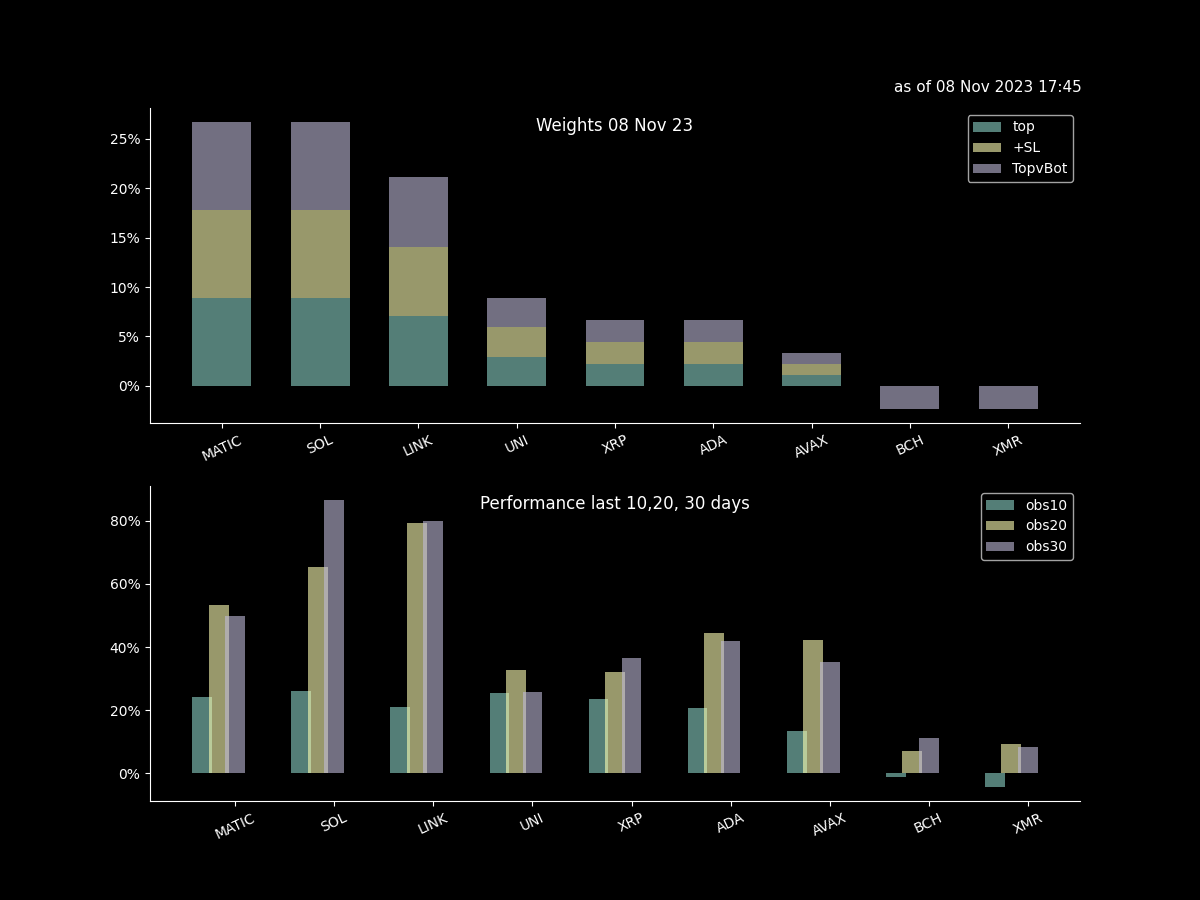 as of 08 Nov 2023 17:45
Weights 08 Nov 23
top
+SL
TopvBot
25%
20%
15%
10%
5%
0%
MATIC SOL LINK UNI XRP ADA AVAX BCH XMR
Performance last 10,20, 30 days
obs10
obs20
obs30
80%
60%
40%
20%
0%
MATIC SOL LINK UNI XRP ADA AVAX BCH XMR